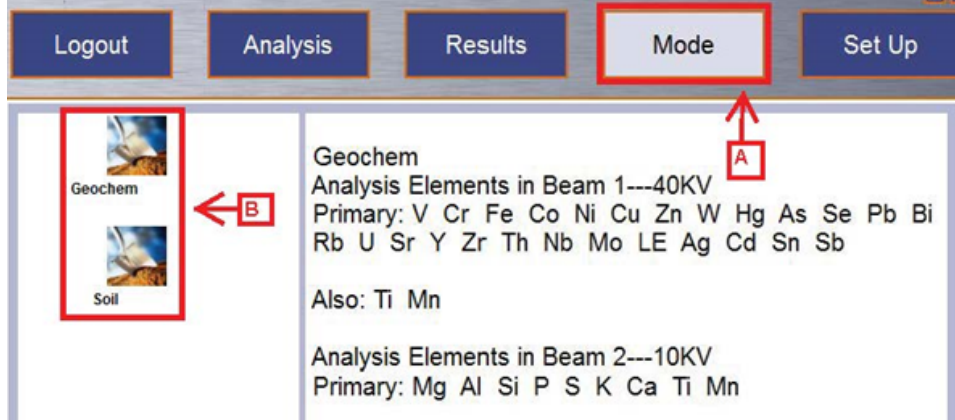 Logout Analysis Results Mode Set Up
A
Geochem
B
Soil
Geochem
Analysis Elements in Beam 1---40KV
Primary: V Cr Fe Co Ni Cu Zn W Hg As Se Pb Bi
Rb U Sr Y Zr Th Nb Mo LE Ag Cd Sn Sb
Also: Ti Mn
Analysis Elements in Beam 2---10KV
Primary: Mg Al Si P S K Ca Ti Mn